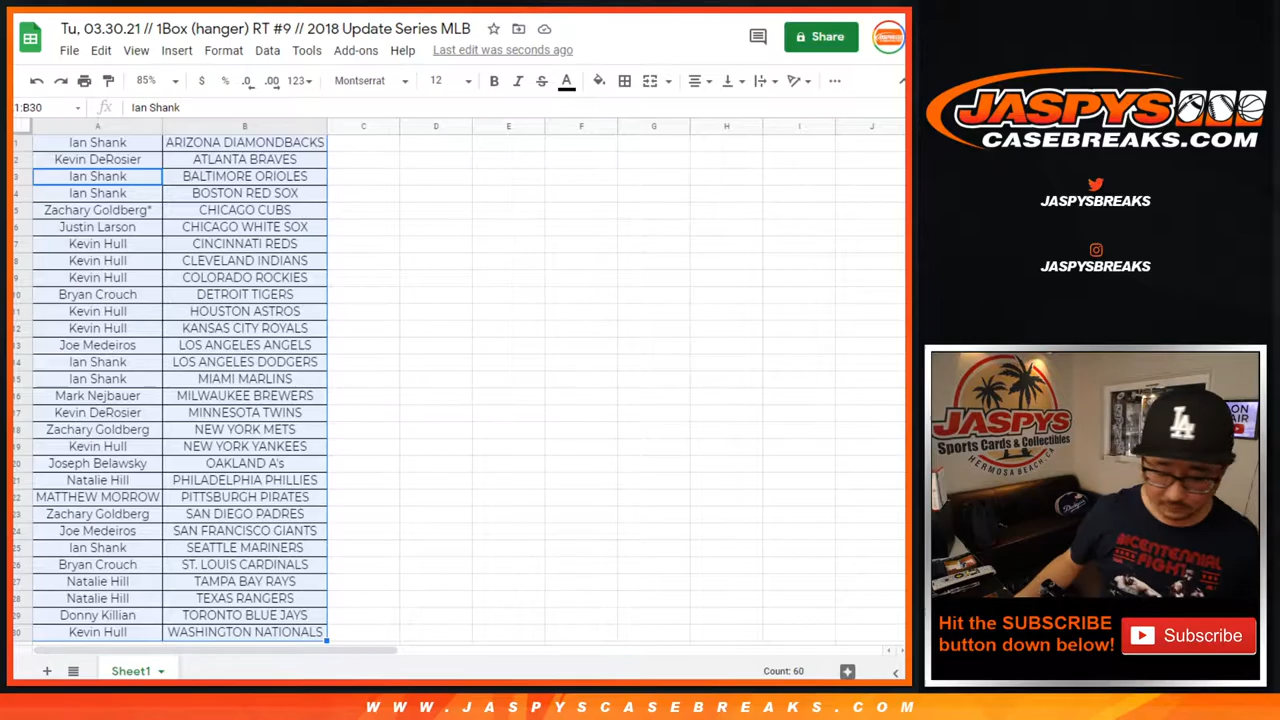 Tu, 03.30.21 // 1Box (hanger) RT #9 // 2018 Update Series MLB
File Edit View Insert Format Data Tools Add-ons Help Last edit was seconds ago
Share
85% $ % .0 .00 123 Montserrat 12 B I S A
1:B30 fx Ian Shank
A B C D E F G H I J
1 Ian Shank ARIZONA DIAMONDBACKS
2 Kevin DeRosier ATLANTA BRAVES
3 Ian Shank BALTIMORE ORIOLES
4 Ian Shank BOSTON RED SOX
5 Zachary Goldberg* CHICAGO CUBS
6 Justin Larson CHICAGO WHITE SOX
7 Kevin Hull CINCINNATI REDS
8 Kevin Hull CLEVELAND INDIANS
9 Kevin Hull COLORADO ROCKIES
10 Bryan Crouch DETROIT TIGERS
11 Kevin Hull HOUSTON ASTROS
12 Kevin Hull KANSAS CITY ROYALS
13 Joe Medeiros LOS ANGELES ANGELS
14 Ian Shank LOS ANGELES DODGERS
15 Ian Shank MIAMI MARLINS
16 Mark Nejbauer MILWAUKEE BREWERS
17 Kevin DeRosier MINNESOTA TWINS
18 Zachary Goldberg NEW YORK METS
19 Kevin Hull NEW YORK YANKEES
20 Joseph Belawsky OAKLAND A's
21 Natalie Hill PHILADELPHIA PHILLIES
22 MATTHEW MORROW PITTSBURGH PIRATES
23 Zachary Goldberg SAN DIEGO PADRES
24 Joe Medeiros SAN FRANCISCO GIANTS
25 Ian Shank SEATTLE MARINERS
26 Bryan Crouch ST. LOUIS CARDINALS
27 Natalie Hill TAMPA BAY RAYS
28 Natalie Hill TEXAS RANGERS
29 Donny Killian TORONTO BLUE JAYS
30 Kevin Hull WASHINGTON NATIONALS
Sheet1 Count: 60
JASPYS
CASEBREAKS.COM
JASPYSBREAKS
JASPYSBREAKS
JASPYS
Sports Cards & Collectibles
HERMOSA BEACH, CA
ON
AIR
LA
Dodgers
BICENTENNIAL
FIGHT
Hit the SUBSCRIBE
button down below!
Subscribe
WWW.JASPYSCASEBREAKS.COM